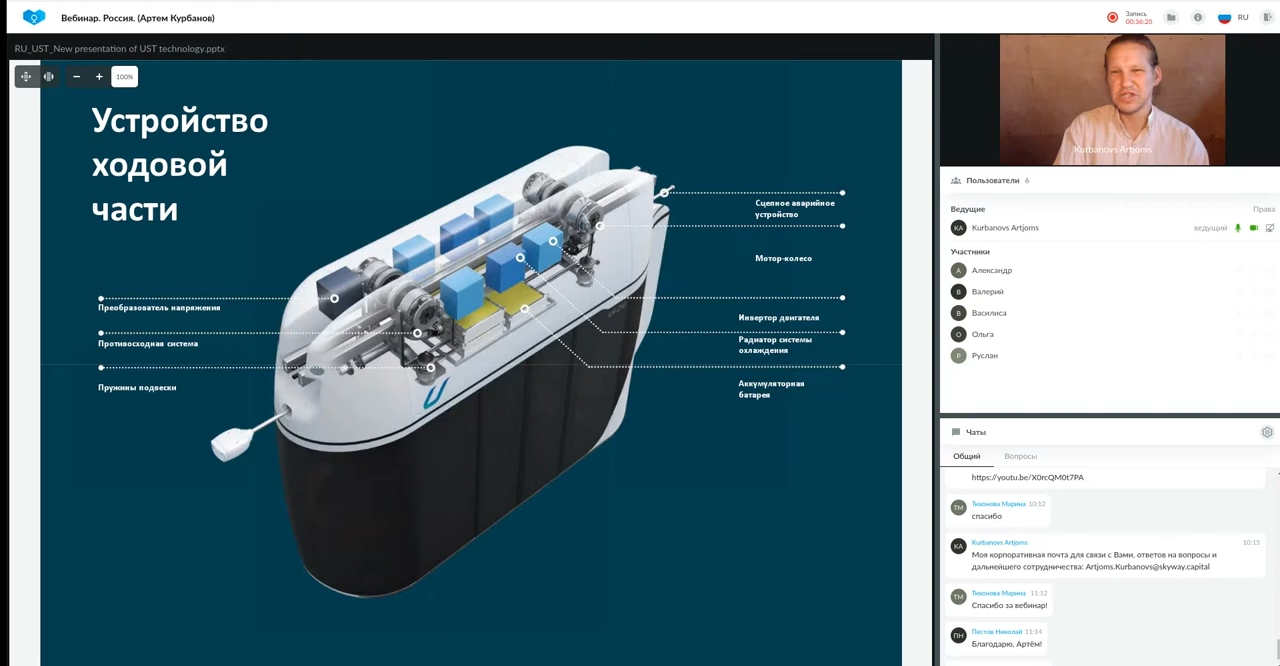 Вебинар. Россия. (Артем Курбанов)
Запись
00:36:20
RU
RU_UST_New presentation of UST technology.pptx
100%
Устройство
ходовой
части
Сцепное аварийное
устройство
Мотор-колесо
Преобразователь напряжения
Инвертор двигателя
Противосходная система
Радиатор системы
охлаждения
Пружины подвески
Аккумуляторная
батарея
Kurbanovs Artjoms
Пользователи 6
Ведущие
Права
KA
Kurbanovs Artjoms
ведущий
Участники
А
Александр
В
Валерий
В
Василиса
О
Ольга
Р
Руслан
Чаты
Общий
Вопросы
https://youtu.be/X0rcQM0t7PA
ТМ
Тихонова Марина 10:12
спасибо
KA
Kurbanovs Artjoms 10:15
Моя корпоративная почта для связи с Вами, ответов на вопросы и
дальнейшего сотрудничества: Artjoms.Kurbanovs@skyway.capital
ТМ
Тихонова Марина 11:12
Спасибо за вебинар!
ПН
Пестов Николай 11:14
Благодарю, Артём!